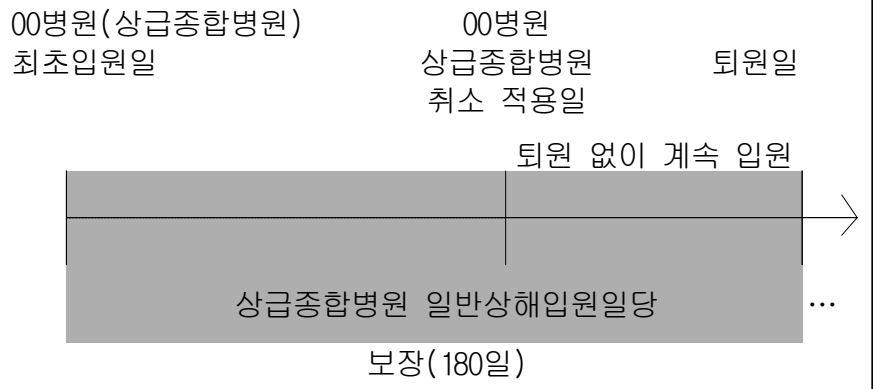 00병원(상급종합병원)
최초입원일
00병원
상급종합병원
취소 적용일
퇴원일
퇴원 없이 계속 입원
상급종합병원 일반상해입원일당
…
보장(180일)